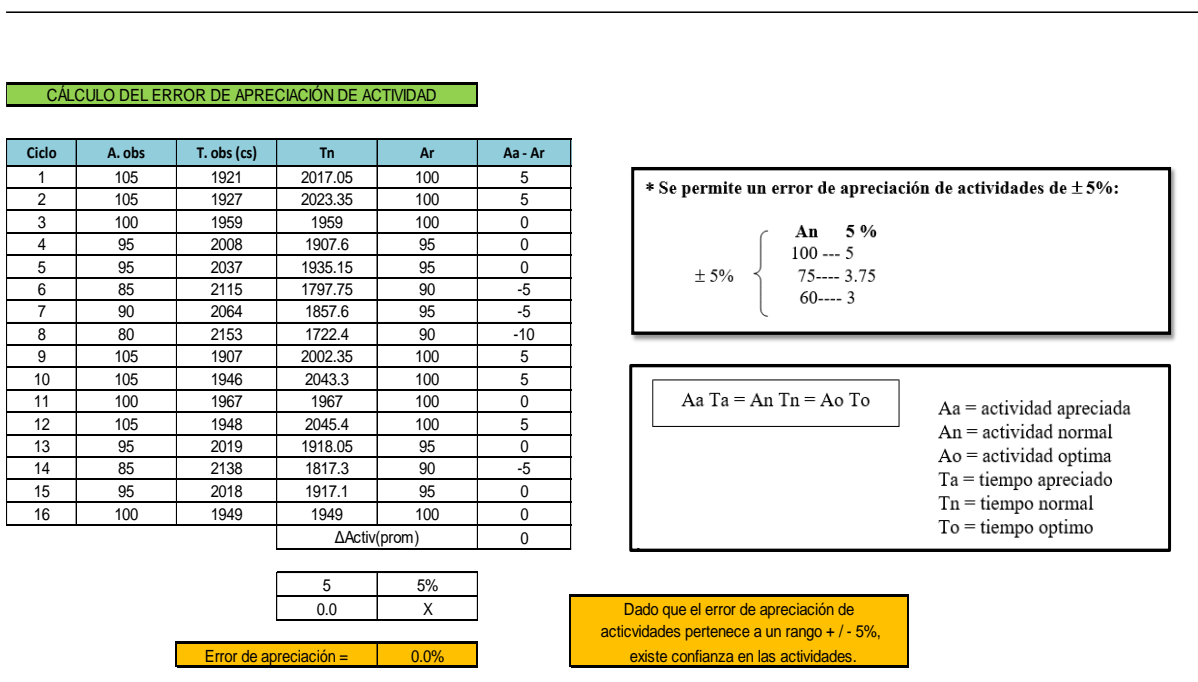 CÁLCULO DEL ERROR DE APRECIACIÓN DE ACTIVIDAD
Ciclo A. obs T. obs (cs) Tn Ar Aa - Ar
1 105 1921 2017.05 100 5
2 105 1927 2023.35 100 5
3 100 1959 1959 100 0
4 95 2008 1907.6 95 0
5 95 2037 1935.15 95 0
6 85 2115 1797.75 90 -5
7 90 2064 1857.6 95 -5
8 80 2153 1722.4 90 -10
9 105 1907 2002.35 100 5
10 105 1946 2043.3 100 5
11 100 1967 1967 100 0
12 105 1948 2045.4 100 5
13 95 2019 1918.05 95 0
14 85 2138 1817.3 90 -5
15 95 2018 1917.1 95 0
16 100 1949 1949 100 0
ΔActiv(prom) 0
5 5%
0.0 X
Error de apreciación = 0.0%
* Se permite un error de apreciación de actividades de ± 5%:
An 5 %
100 --- 5
± 5% 75---- 3.75
60---- 3
Aa Ta = An Tn = Ao To
Aa = actividad apreciada
An = actividad normal
Ao = actividad optima
Ta = tiempo apreciado
Tn = tiempo normal
To = tiempo optimo
Dado que el error de apreciación de
acticvidades pertenece a un rango + / - 5%,
existe confianza en las actividades.